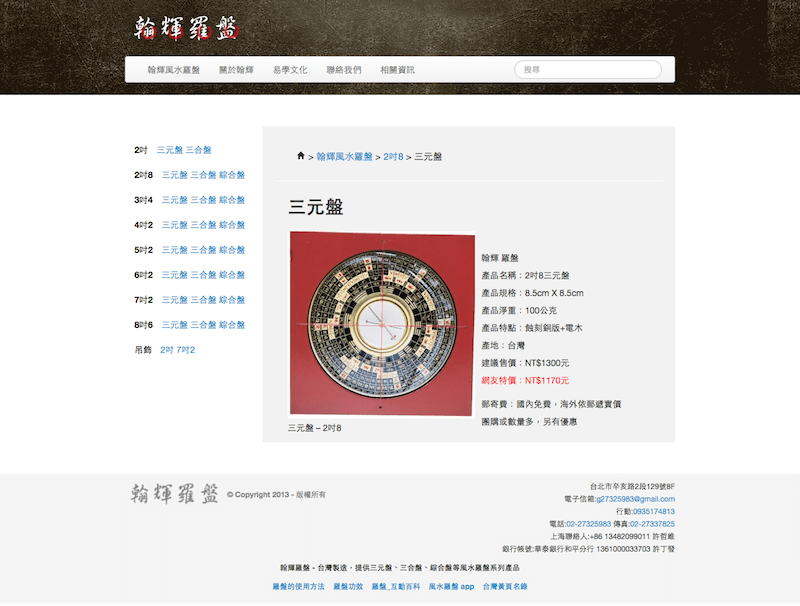 翰輝羅盤
翰輝風水羅盤 關於翰輝 易學文化 聯絡我們 相關資訊 搜尋
2吋 三元盤 三合盤
2吋8 三元盤 三合盤 綜合盤
3吋4 三元盤 三合盤 綜合盤
4吋2 三元盤 三合盤 綜合盤
5吋2 三元盤 三合盤 綜合盤
6吋2 三元盤 三合盤 綜合盤
7吋2 三元盤 三合盤 綜合盤
8吋6 三元盤 三合盤 綜合盤
吊飾 2吋 7吋2
> 翰輝風水羅盤 > 2吋8 > 三元盤
三元盤
翰輝 羅盤
產品名稱：2吋8三元盤
產品規格：8.5cm X 8.5cm
產品淨重：100公克
產品特點：蝕刻銅版+電木
產地：台灣
建議售價：NT$1300元
網友特價：NT$1170元
郵寄費：國內免費，海外依郵遞實價
團購或數量多，另有優惠
三元盤 – 2吋8
翰輝羅盤 © Copyright 2013 - 版權所有
台北市辛亥路2段129號8F
電子信箱:g27325983@gmail.com
行動:0935174813
電話:02-27325983 傳真:02-27337825
上海聯絡人:+86 13482099011 許哲維
銀行帳號:華泰銀行和平分行 1361000033703 許丁發
翰輝羅盤 - 台灣製造，提供三元盤、三合盤、綜合盤等風水羅盤系列產品
羅盤的使用方法 羅盤功效 羅盤_互動百科 風水羅盤 app 台灣黃頁名錄